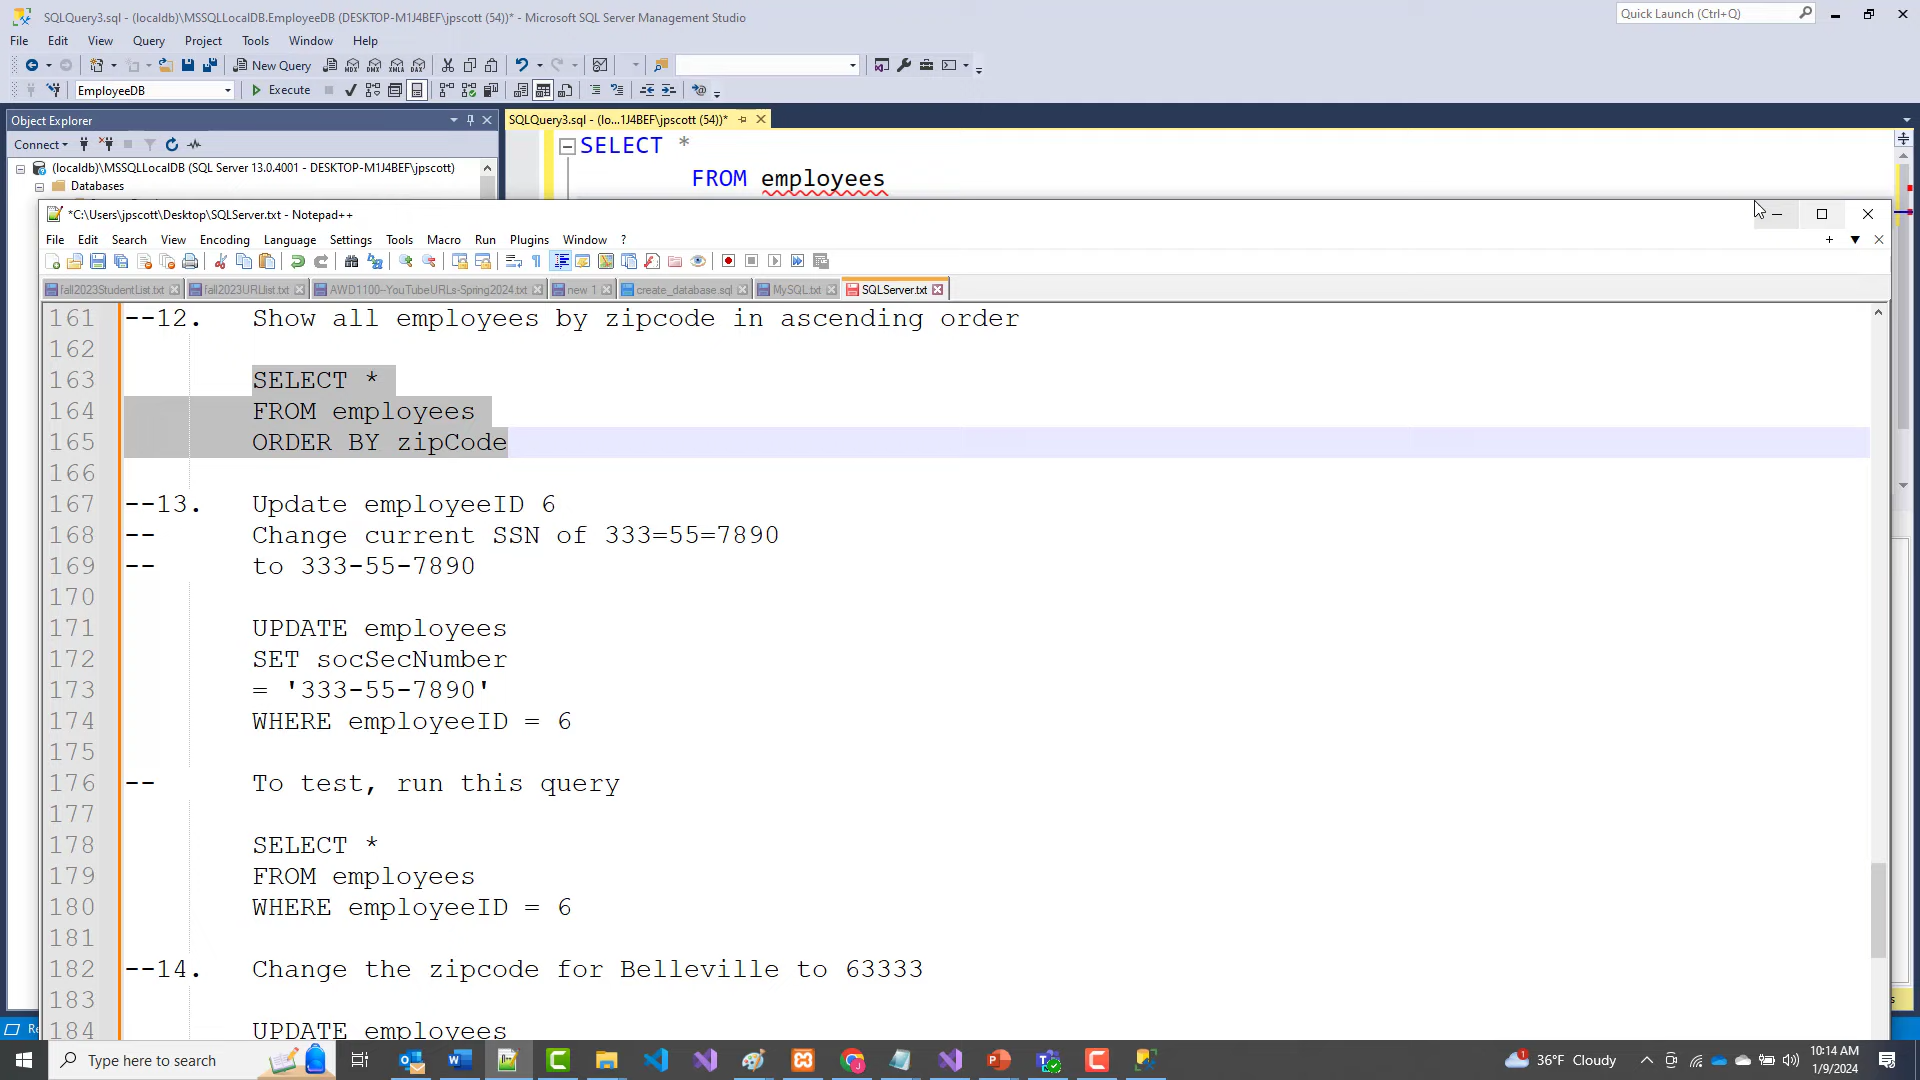 SQLQuery3.sql - (localdb)\MSSQLLocalDB.EmployeeDB (DESKTOP-M1J4BEF\jpscott (54))* - Microsoft SQL Server Management Studio
Quick Launch (Ctrl+Q)
File Edit View Query Project Tools Window Help
New Query
EmployeeDB
Execute
Object Explorer
SQLQuery3.sql - (lo...1J4BEF\jpscott (54))*
Connect
SELECT *
(localdb)\MSSQLLocalDB (SQL Server 13.0.4001 - DESKTOP-M1J4BEF\jpscott)
Databases
FROM employees
*C:\Users\jpscott\Desktop\SQLServer.txt - Notepad++
File Edit Search View Encoding Language Settings Tools Macro Run Plugins Window ?
fall2023StudentList.txt fall2023URLlist.txt AWD1100--YouTubeURLs-Spring2024.txt new 1 create_database.sql MySQL.txt SQLServer.txt
161 --12. Show all employees by zipcode in ascending order
162
163 SELECT *
164 FROM employees
165 ORDER BY zipCode
166
167 --13. Update employeeID 6
168 -- Change current SSN of 333=55=7890
169 -- to 333-55-7890
170
171 UPDATE employees
172 SET socSecNumber
173 = '333-55-7890'
174 WHERE employeeID = 6
175
176 -- To test, run this query
177
178 SELECT *
179 FROM employees
180 WHERE employeeID = 6
181
182 --14. Change the zipcode for Belleville to 63333
183
184 UPDATE employees
Re
Type here to search
36°F Cloudy
10:14 AM
1/9/2024